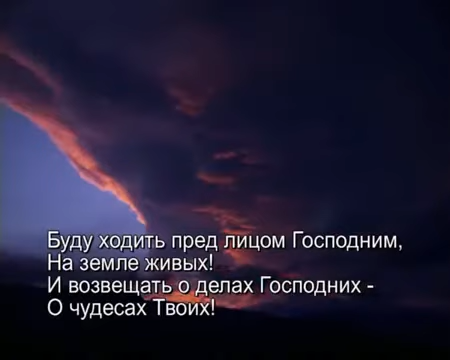 Буду ходить пред лицом Господним,
На земле живых!
И возвещать о делах Господних -
О чудесах Твоих!